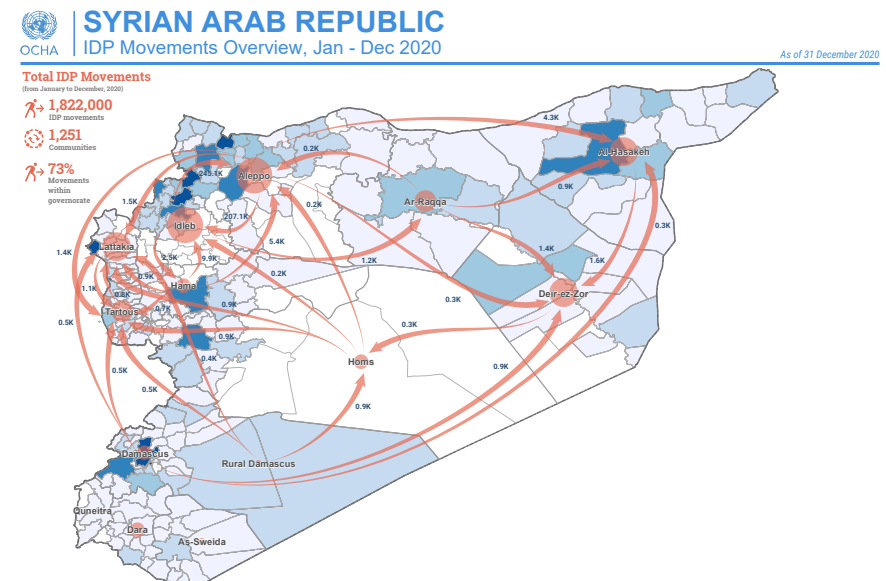 OCHA
SYRIAN ARAB REPUBLIC
IDP Movements Overview, Jan - Dec 2020
As of 31 December 2020
Total IDP Movements
(from January to December, 2020)
1,822,000
IDP movements
1,251
Communities
73%
Movements
within
governorate
4.3K
0.2K
Al-Hasakeh
245.1K
Aleppo
0.9K
1.5K
Ar-Raqqa
0.2K
207.1K
Idleb
0.3K
5.4K
Lattakia
1.4K
2.5K
9.9K
1.2K
1.4K
1.6K
0.9K
0.2K
1.1K
Hama
0.8K
Deir-ez-Zor
0.9K
0.3K
Tartous
0.5K
0.3K
0.9K
0.4K
Homs
0.5K
0.9K
0.5K
0.9K
Damascus
Rural Damascus
Quneitra
Dara
As-Sweida